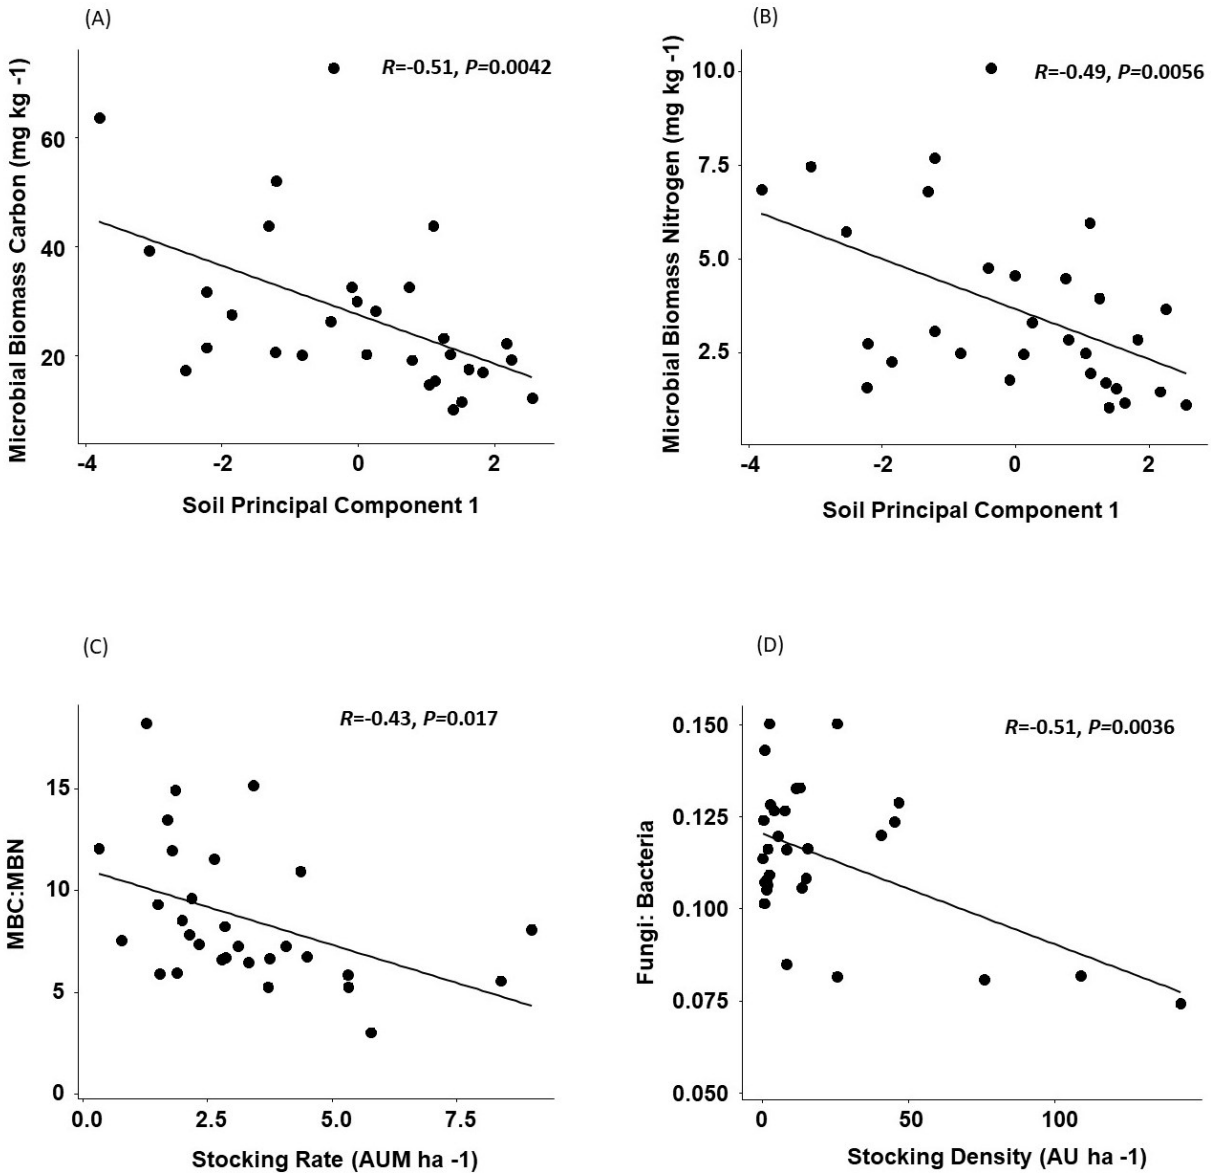 (A)
R=-0.51, P=0.0042
Microbial Biomass Carbon (mg kg -1)
60
40
20
-4
-2
0
2
Soil Principal Component 1
(B)
R=-0.49, P=0.0056
Microbial Biomass Nitrogen (mg kg -1)
10.0
7.5
5.0
2.5
-4
-2
0
2
Soil Principal Component 1
(C)
R=-0.43, P=0.017
MBC:MBN
15
10
5
0
0.0
2.5
5.0
7.5
Stocking Rate (AUM ha -1)
(D)
R=-0.51, P=0.0036
Fungi: Bacteria
0.150
0.125
0.100
0.075
0.050
0
50
100
Stocking Density (AU ha -1)